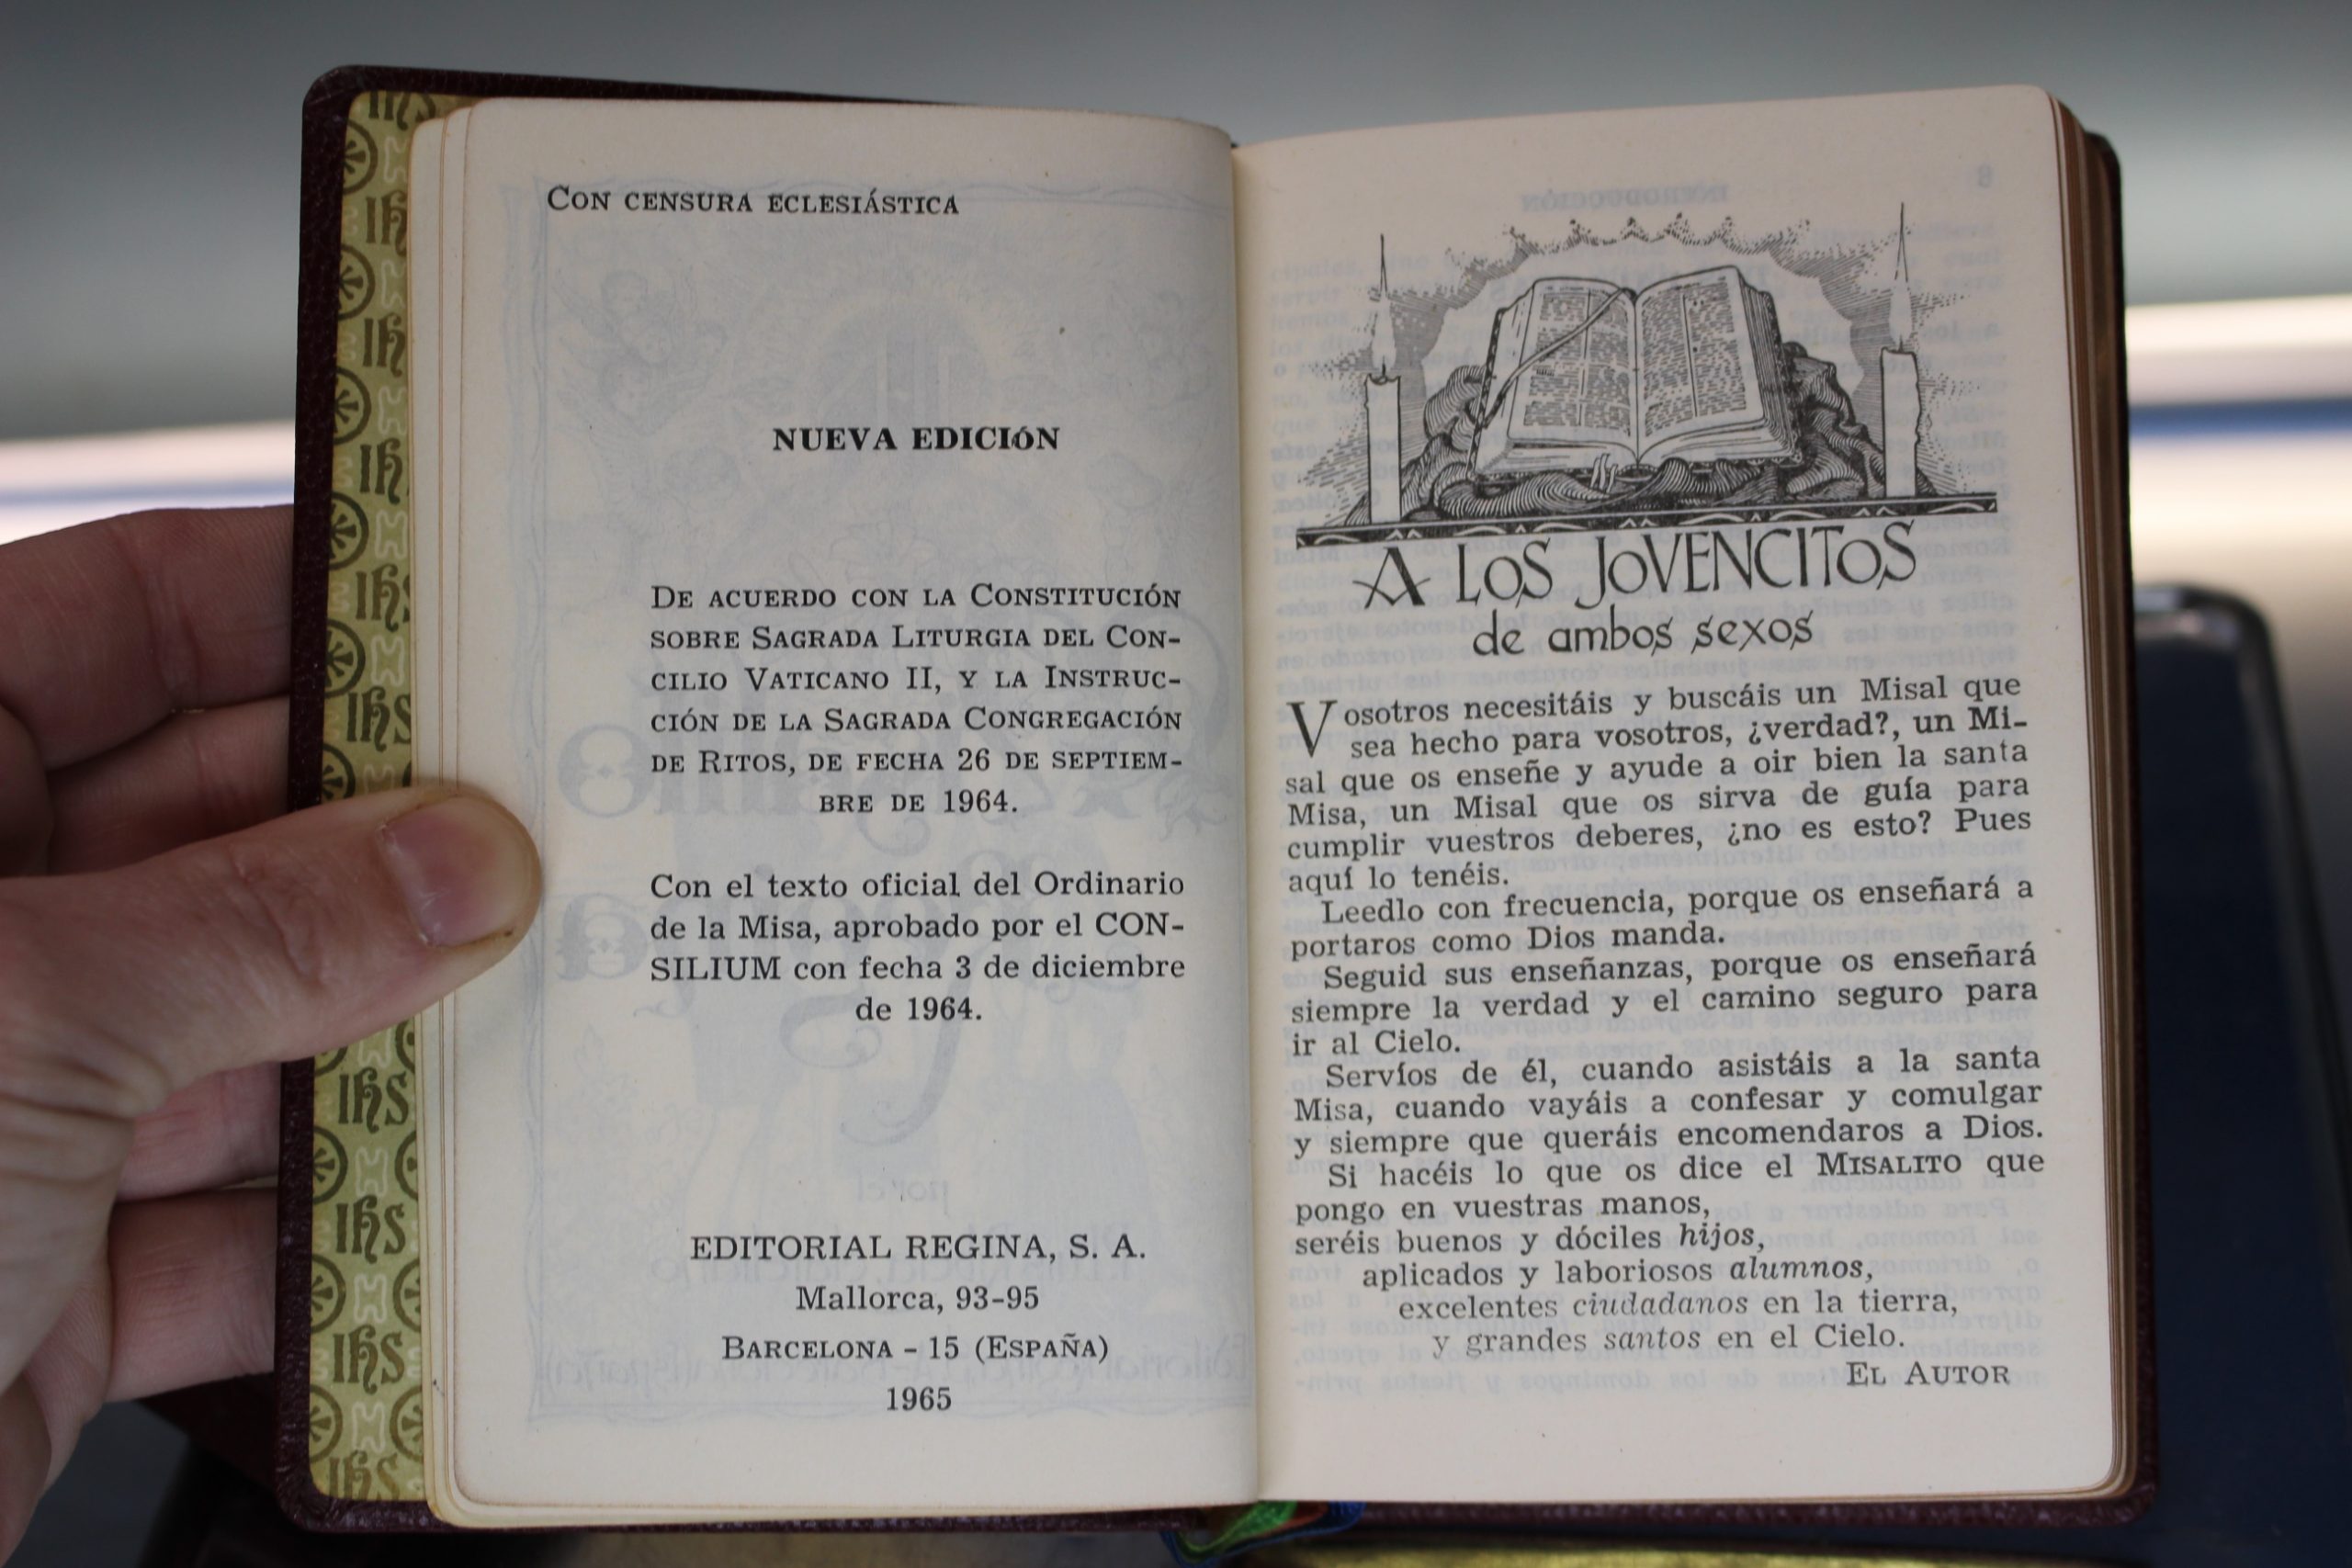 CON CENSURA ECLESIÁSTICA
NUEVA EDICIÓN
DE ACUERDO CON LA CONSTITUCIÓN
SOBRE SAGRADA LITURGIA DEL CON-
CILIO VATICANO II, Y LA INSTRUC-
CIÓN DE LA SAGRADA CONGREGACIÓN
DE RITOS, DE FECHA 26 DE SEPTIEM-
BRE DE 1964.
Con el texto oficial del Ordinario
de la Misa, aprobado por el CON-
SILIUM con fecha 3 de diciembre
de 1964.
EDITORIAL REGINA, S. A.
Mallorca, 93-95
BARCELONA - 15 (ESPAÑA)
1965
A LOS JOVENCITOS
de ambos sexos
Vosotros necesitáis y buscáis un Misal que
sea hecho para vosotros, ¿verdad?, un Mi-
sal que os enseñe y ayude a oir bien la santa
Misa, un Misal que os sirva de guía para
cumplir vuestros deberes, ¿no es esto? Pues
aquí lo tenéis.
Leedlo con frecuencia, porque os enseñará a
portaros como Dios manda.
Seguid sus enseñanzas, porque os enseñará
siempre la verdad y el camino seguro para
ir al Cielo.
Servíos de él, cuando asistáis a la santa
Misa, cuando vayáis a confesar y comulgar
y siempre que queráis encomendaros a Dios.
Si hacéis lo que os dice el MISALITO que
pongo en vuestras manos,
seréis buenos y dóciles hijos,
aplicados y laboriosos alumnos,
excelentes ciudadanos en la tierra,
y grandes santos en el Cielo.
EL AUTOR